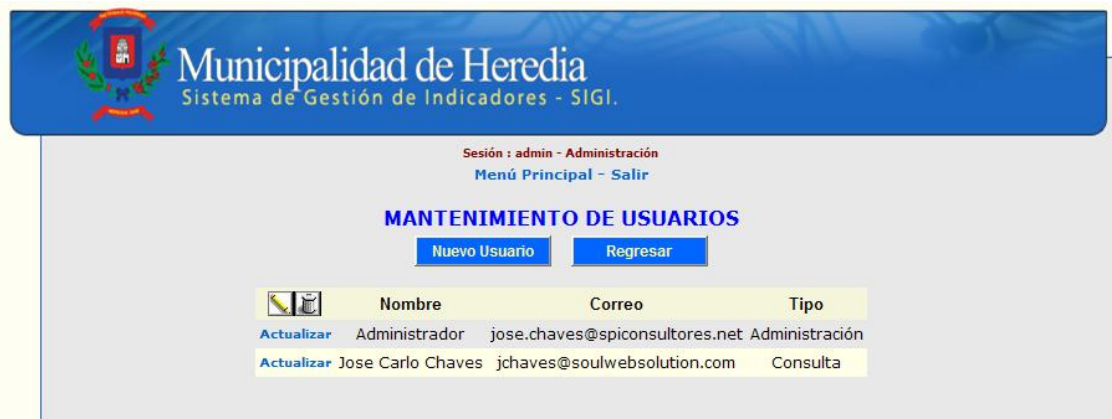 Municipalidad de Heredia
Sistema de Gestión de Indicadores - SIGI.
Sesión : admin - Administración
Menú Principal - Salir
MANTENIMIENTO DE USUARIOS
Nuevo Usuario Regresar
Nombre Correo Tipo
Actualizar Administrador jose.chaves@spiconsultores.net Administración
Actualizar Jose Carlo Chaves jchaves@soulwebsolution.com Consulta